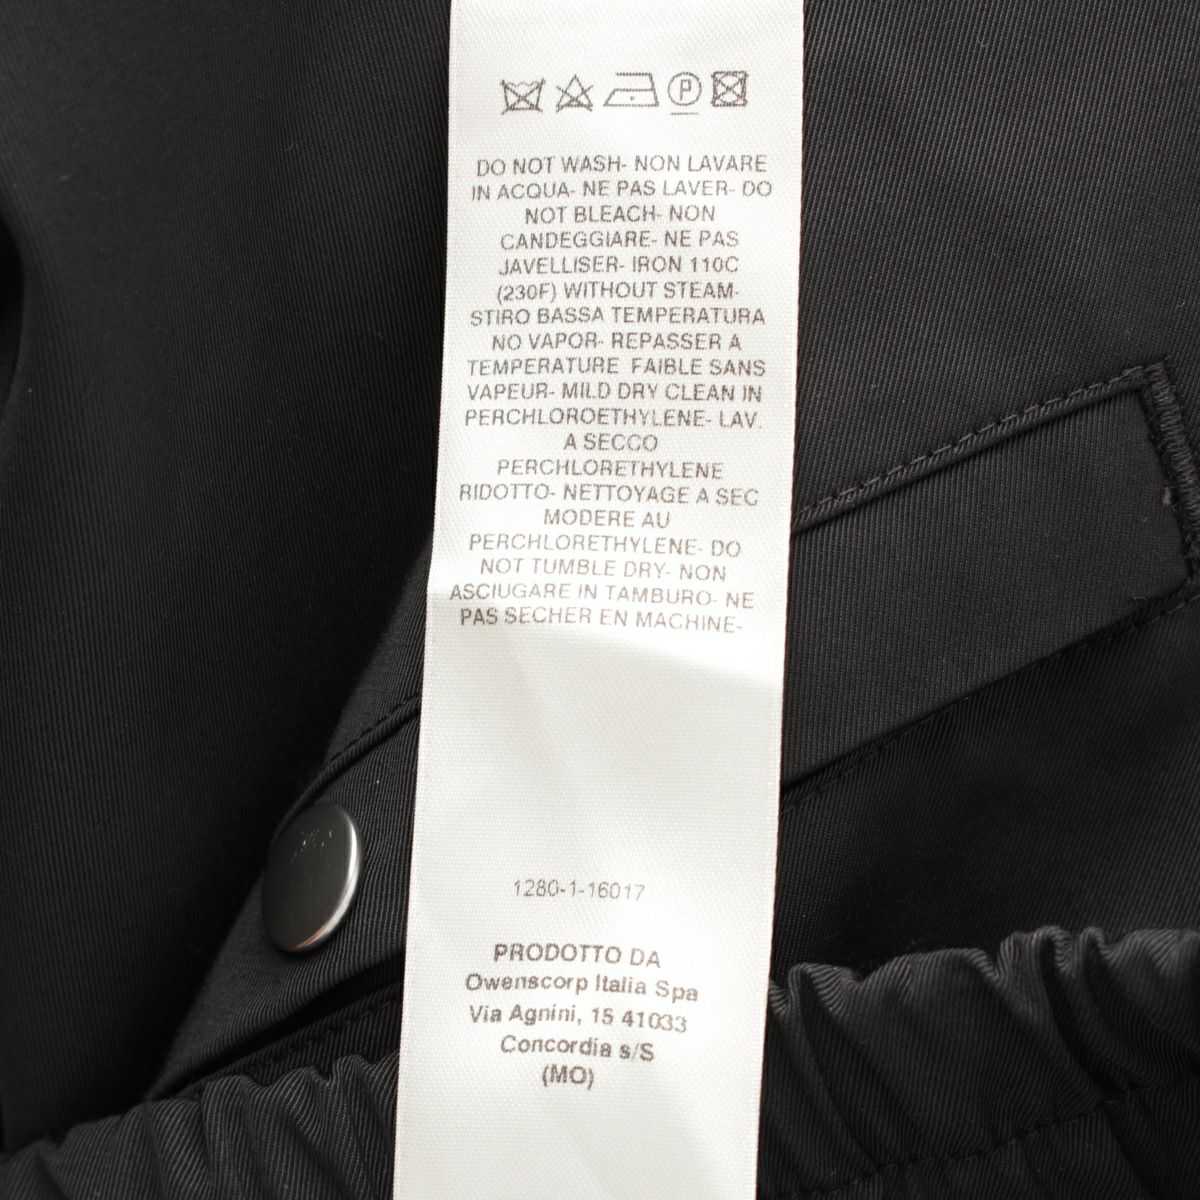 P
DO NOT WASH- NON LAVARE
IN ACQUA- NE PAS LAVER- DO
NOT BLEACH- NON
CANDEGGIARE- NE PAS
JAVELLISER- IRON 110C
(230F) WITHOUT STEAM-
STIRO BASSA TEMPERATURA
NO VAPOR- REPASSER A
TEMPERATURE FAIBLE SANS
VAPEUR- MILD DRY CLEAN IN
PERCHLOROETHYLENE- LAV.
A SECCO
PERCHLORETHYLENE
RIDOTTO- NETTOYAGE A SEC
MODERE AU
PERCHLORETHYLENE- DO
NOT TUMBLE DRY- NON
ASCIUGARE IN TAMBURO- NE
PAS SECHER EN MACHINE-
1280-1-16017
PRODOTTO DA
Owenscorp Italia Spa
Via Agnini, 15 41033
Concordia s/S
(MO)